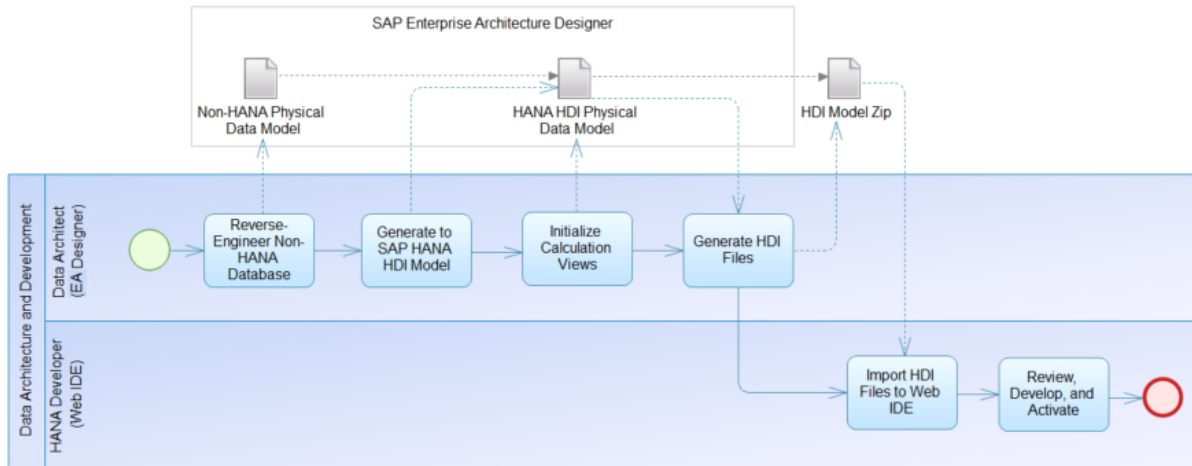 SAP Enterprise Architecture Designer
Non-HANA Physical
Data Model
HANA HDI Physical
Data Model
HDI Model Zip
Data Architecture and Development
Data Architect
(EA Designer)
Reverse-
Engineer Non-
HANA
Database
Generate to
SAP HANA
HDI Model
Initialize
Calculation
Views
Generate HDI
Files
HANA Developer
(Web IDE)
Import HDI
Files to Web
IDE
Review,
Develop, and
Activate